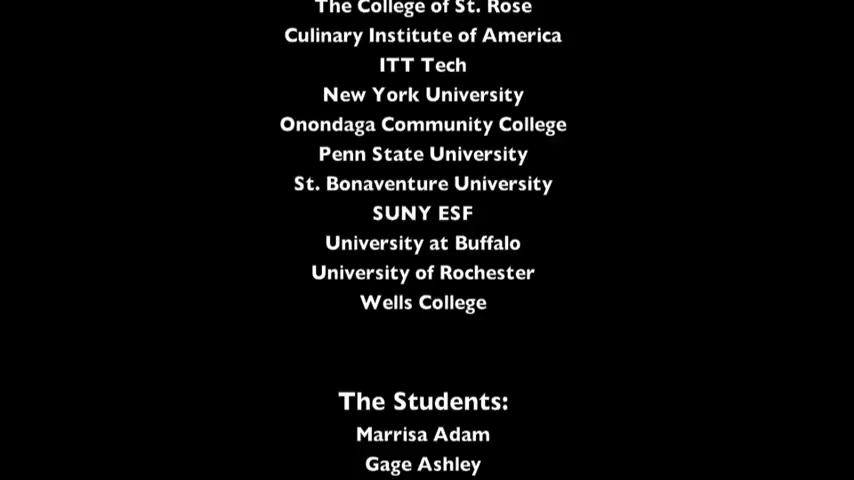 The College of St. Rose
Culinary Institute of America
ITT Tech
New York University
Onondaga Community College
Penn State University
St. Bonaventure University
SUNY ESF
University at Buffalo
University of Rochester
Wells College
The Students:
Marrisa Adam
Gage Ashley